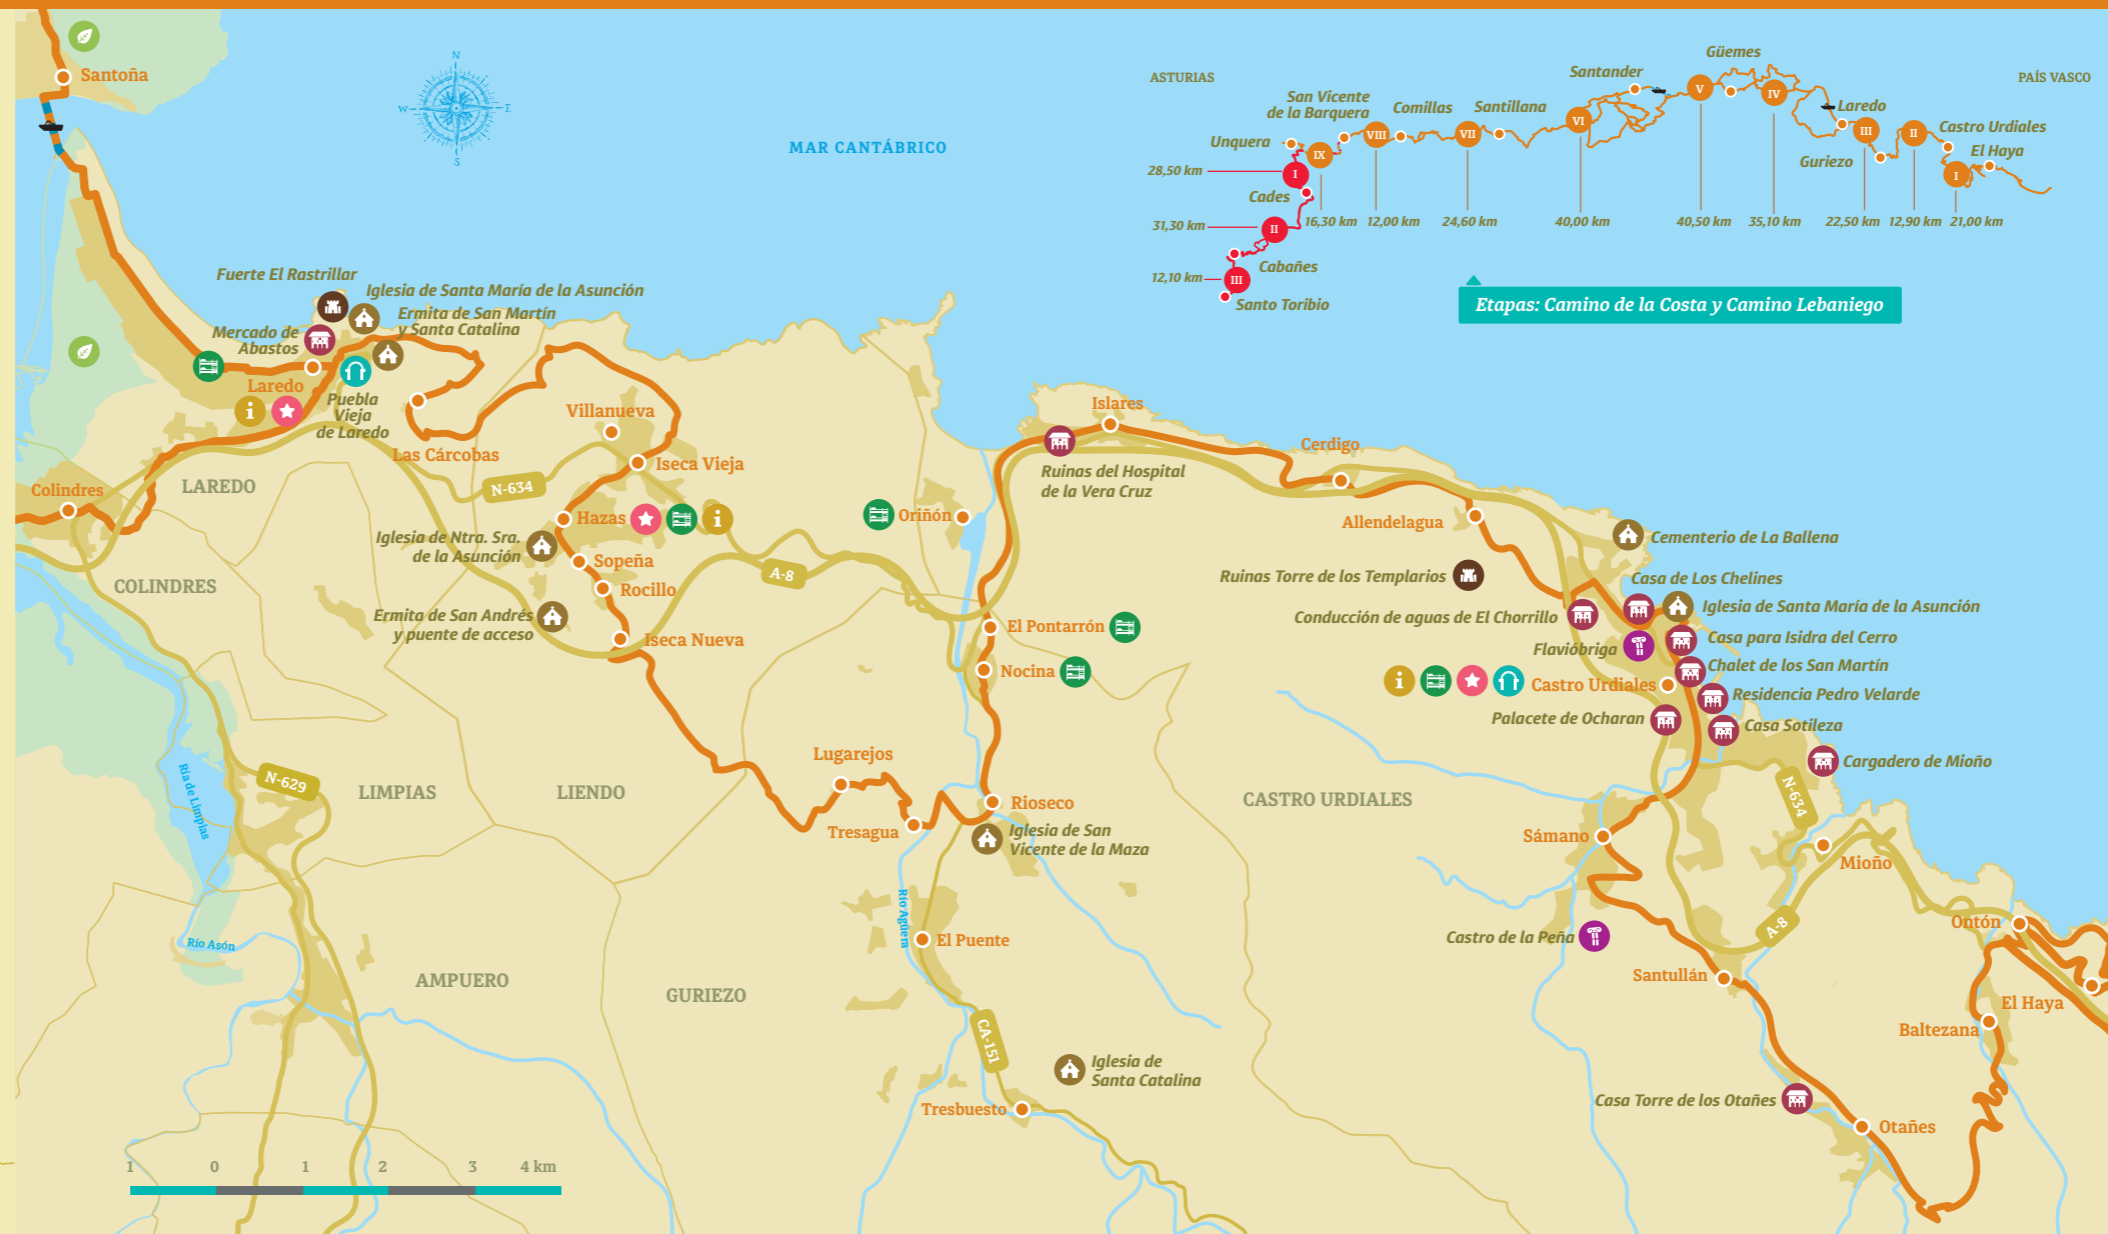 Santoña
N
W
E
S
MAR CANTÁBRICO
ASTURIAS
PAÍS VASCO
Güemes
Santander
San Vicente
de la Barquera
Comillas
Santillana
Unquera
Laredo
Castro Urdiales
El Haya
Guriezo
IX
VIII
VII
VI
V
IV
III
II
I
28,50 km
I
Cades
16,30 km
12,00 km
24,60 km
40,00 km
40,50 km
35,10 km
22,50 km
12,90 km
21,00 km
31,30 km
II
Cabañes
12,10 km
III
Santo Toribio
Etapas: Camino de la Costa y Camino Lebaniego
Fuerte El Rastrillar
Iglesia de Santa María de la Asunción
Ermita de San Martín
y Santa Catalina
Mercado de
Abastos
Laredo
i
Puebla
Vieja
de Laredo
Las Cárcobas
Villanueva
Iseca Vieja
N-634
LAREDO
Colindres
COLINDRES
Hazas
i
Iglesia de Ntra. Sra.
de la Asunción
Sopeña
Rocillo
Ermita de San Andrés
y puente de acceso
Iseca Nueva
A-8
Oriñón
Islares
Ruinas del Hospital
de la Vera Cruz
Cerdigo
Allendelagua
Ruinas Torre de los Templarios
Cementerio de La Ballena
Casa de Los Chelines
Iglesia de Santa María de la Asunción
Conducción de aguas de El Chorrillo
Casa para Isidra del Cerro
Flavióbriga
Chalet de los San Martín
i
Castro Urdiales
Residencia Pedro Velarde
Palacete de Ocharan
Casa Sotileza
Cargadero de Mioño
El Pontarrón
Nocina
N-629
Ría de Limpias
LIMPIAS
LIENDO
Lugarejos
Tresagua
Rioseco
Iglesia de San
Vicente de la Maza
CASTRO URDIALES
N-634
Sámano
Mioño
Río Agüera
El Puente
Río Asón
AMPUERO
GURIEZO
Castro de la Peña
A-8
Ontón
Santullán
El Haya
Baltezana
CA-151
Iglesia de
Santa Catalina
Tresbuesto
Casa Torre de los Otañes
Otañes
1
0
1
2
3
4 km